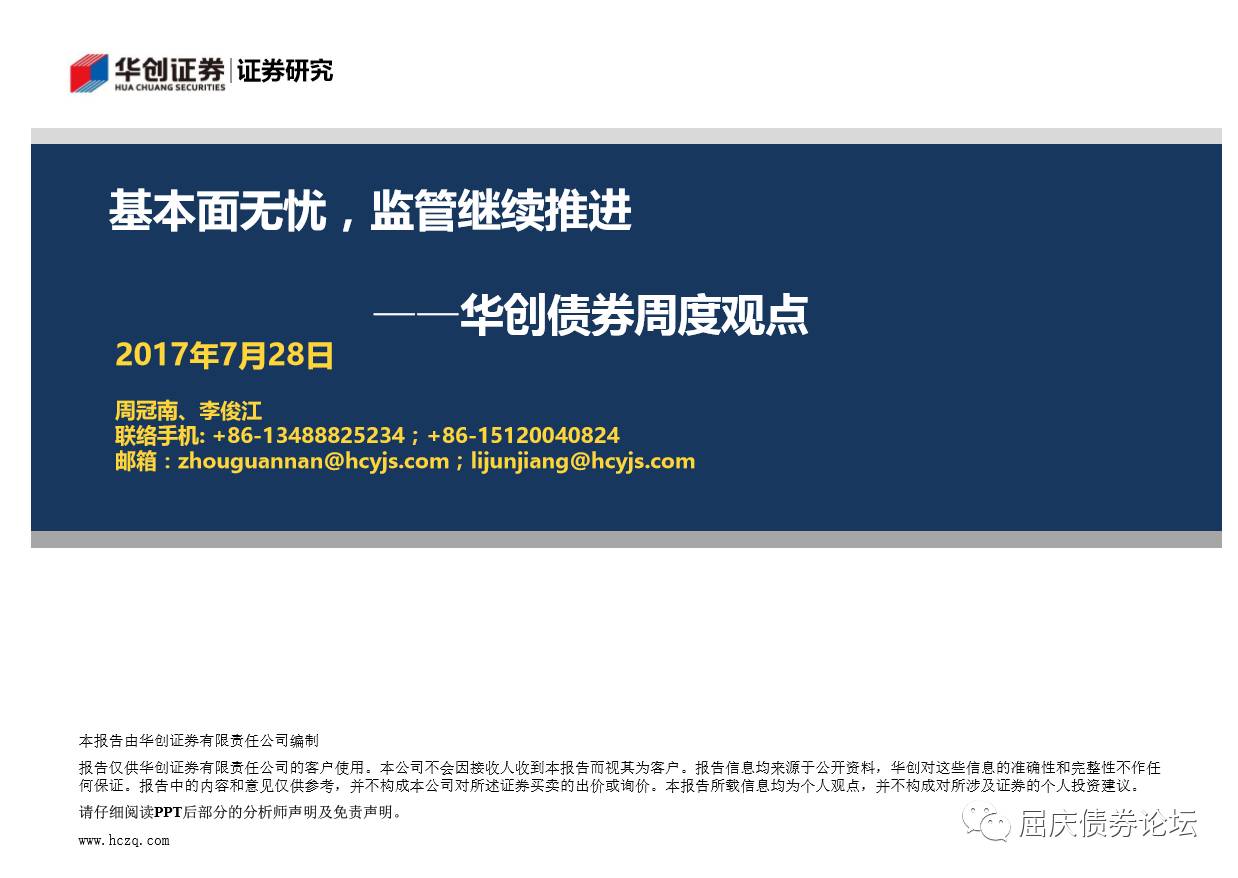 华创证券|证券研究
HUA CHUANG SECURITIES
基本面无忧，监管继续推进
——华创债券周度观点
2017年7月28日
周冠南、李俊江
联络手机: +86-13488825234；+86-15120040824
邮箱：zhouguannan@hcyjs.com；lijunjiang@hcyjs.com
本报告由华创证券有限责任公司编制
报告仅供华创证券有限责任公司的客户使用。本公司不会因接收人收到本报告而视其为客户。报告信息均来源于公开资料，华创对这些信息的准确性和完整性不作任
何保证。报告中的内容和意见仅供参考，并不构成本公司对所述证券买卖的出价或询价。本报告所载信息均为个人观点，并不构成对所涉及证券的个人投资建议。
请仔细阅读PPT后部分的分析师声明及免责声明。
www.hczq.com
屈庆债券论坛